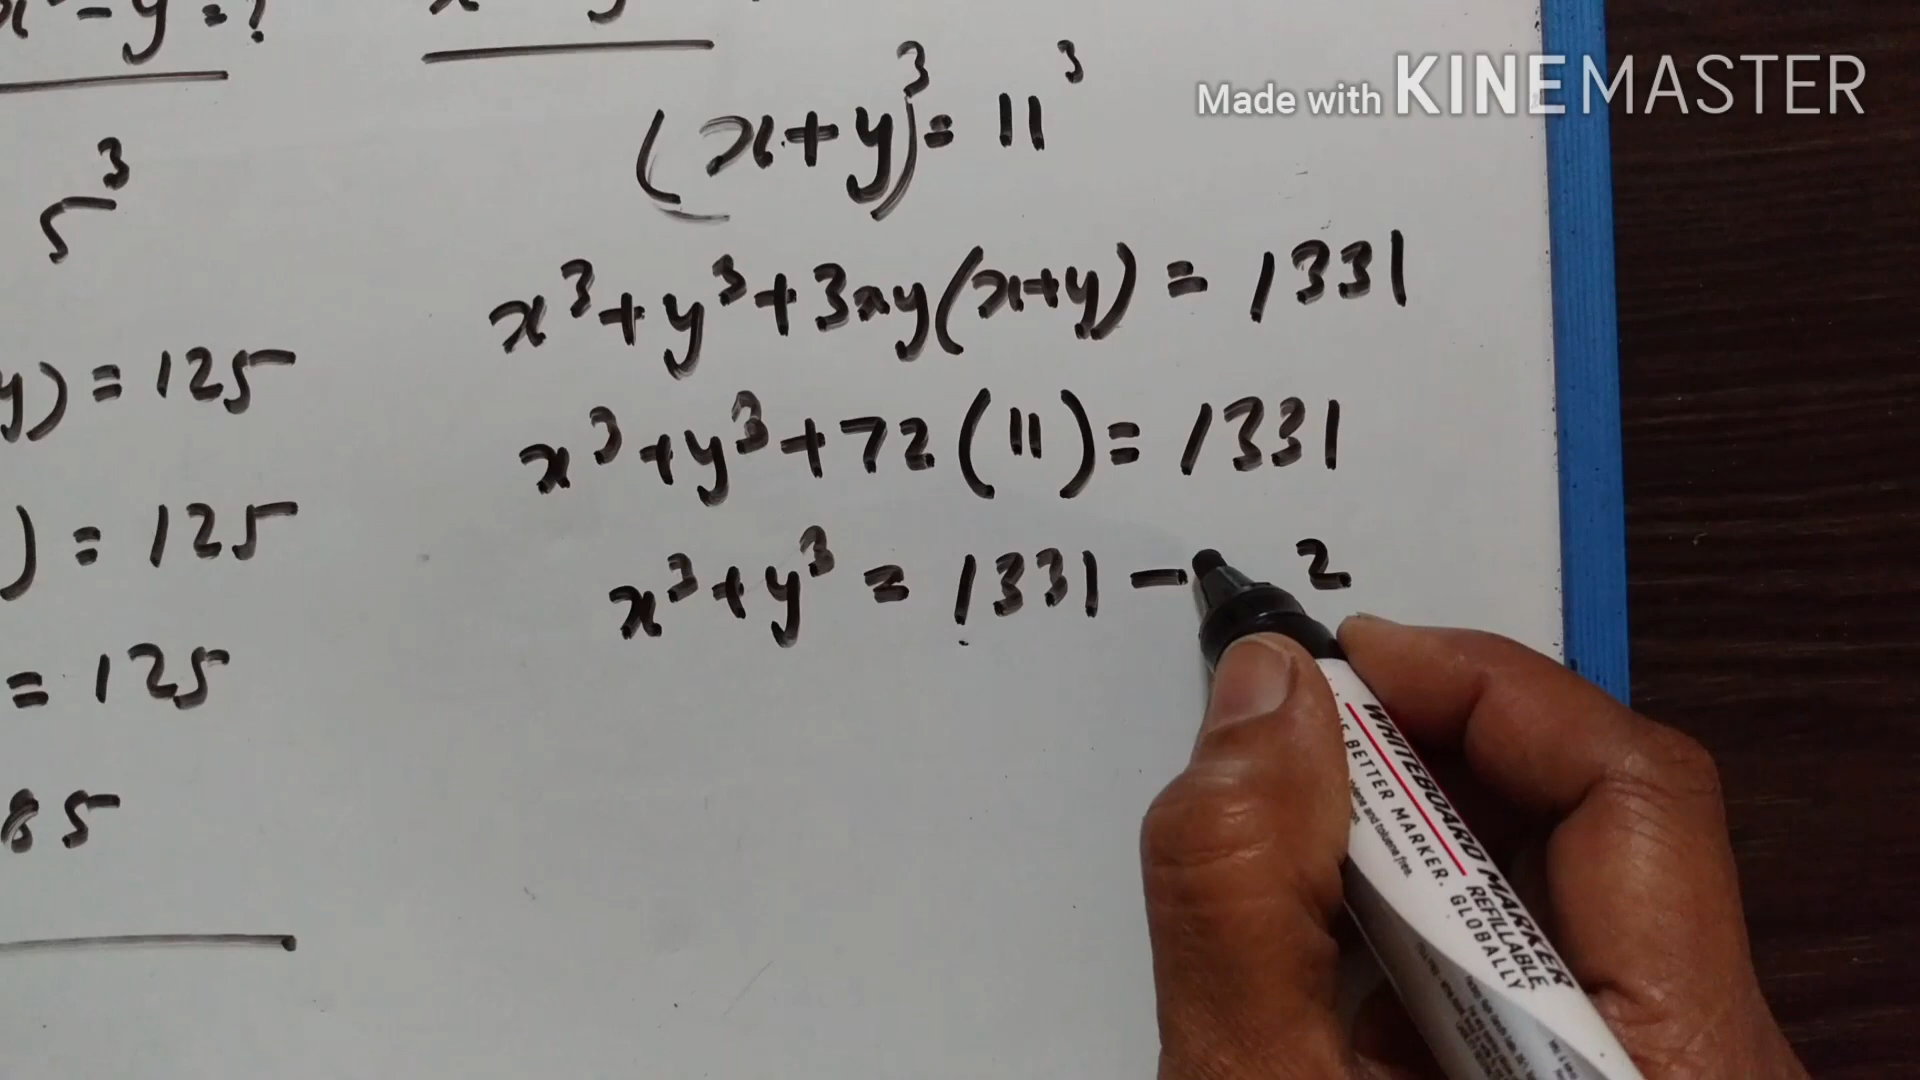 x² - y = ?
Made with KINEMASTER
5³
y) = 125
) = 125
= 125
85
(x+y)³ = 11³
x³+y³+3xy(x+y) = 1331
x³+y³+72(11) = 1331
x³+y³ = 1331 - 2
WHITEBOARD MARKER
BETTER MARKER. GLOBALLY
REFILLABLE